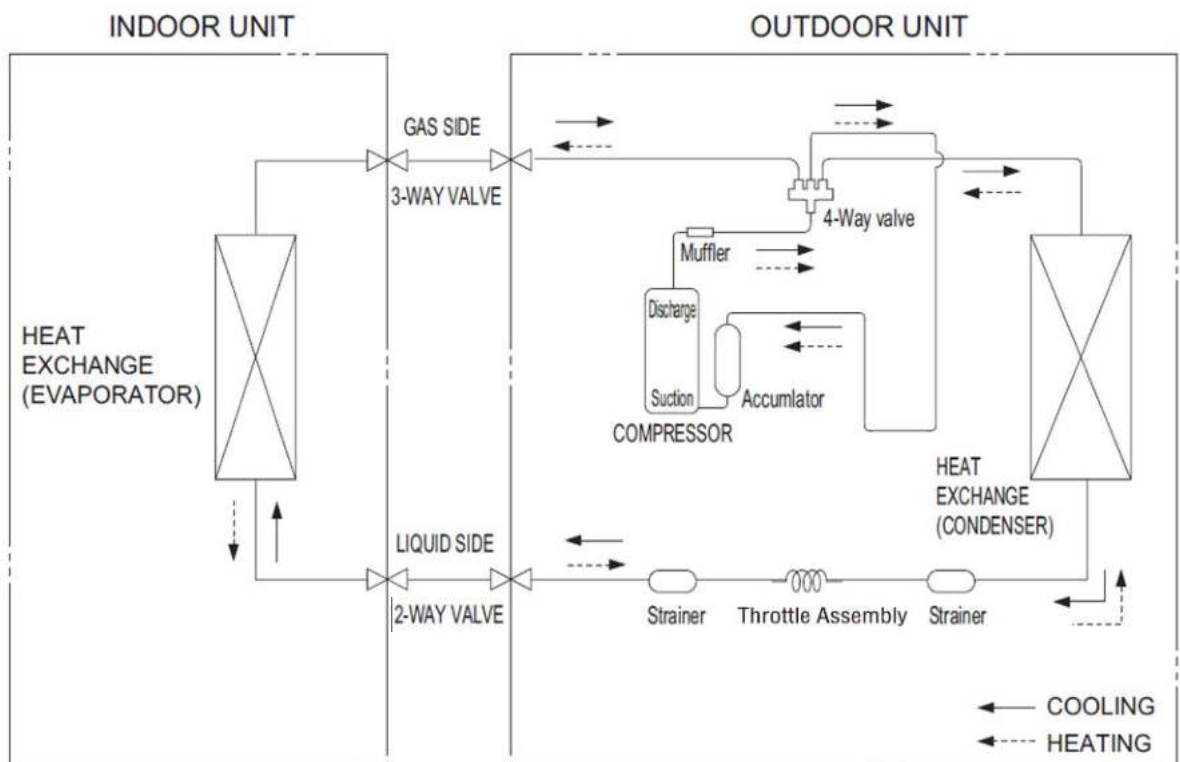 INDOOR UNIT
OUTDOOR UNIT
GAS SIDE
3-WAY VALVE
4-Way valve
Muffler
Discharge
Suction
Accumlator
COMPRESSOR
HEAT
EXCHANGE
(EVAPORATOR)
HEAT
EXCHANGE
(CONDENSER)
LIQUID SIDE
2-WAY VALVE
Strainer
Throttle Assembly
Strainer
COOLING
HEATING